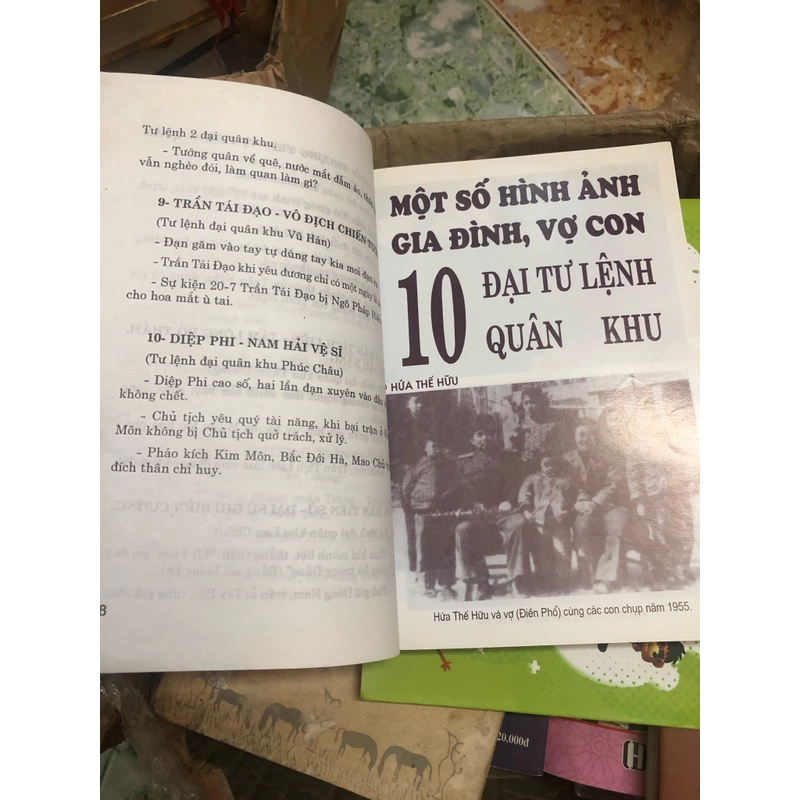 Tư lệnh 2 đại quân khu,
- Tướng quân về quê, nước mắt đẫm áo,
vẫn nghèo đói, làm quan làm gì?
9- TRẦN TÁI ĐẠO - VÔ ĐỊCH CHIẾN
(Tư lệnh đại quân khu Vũ Hán)
- Đạn găm vào tay tự dùng tay kia moi đạn
- Trần Tái Đạo khi yêu đương chỉ có một ngày
- Sự kiện 20-7 Trần Tái Đạo bị Ngô Pháp
cho hoa mắt ù tai.
10- DIỆP PHI - NAM HẢI VỆ SĨ
(Tư lệnh đại quân khu Phúc Châu)
- Diệp Phi cao số, hai lần đạn xuyên vào đầu
không chết.
- Chủ tịch yêu quý tài năng, khi bại trận ở
Môn không bị Chủ tịch quở trách, xử lý.
- Pháo kích Kim Môn, Bắc Đới Hà, Mao Chủ
đích thân chỉ huy.
8
MỘT SỐ HÌNH ẢNH
GIA ĐÌNH, VỢ CON
10 ĐẠI TƯ LỆNH
QUÂN KHU
HỨA THẾ HỮU
Hứa Thế Hữu và vợ (Điền Phổ) cùng các con chụp năm 1955.
20.000đ